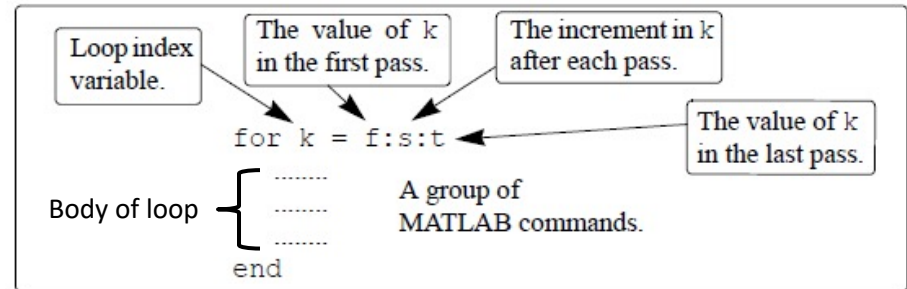 Loop index
variable.
The value of k
in the first pass.
The increment in k
after each pass.
for k = f:s:t
The value of k
in the last pass.
Body of loop
A group of
MATLAB commands.
end